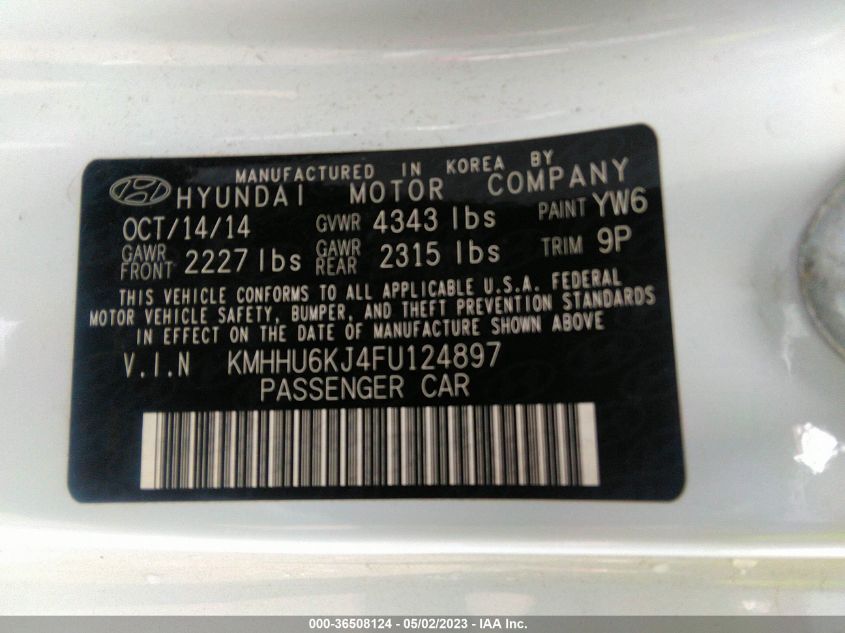 MANUFACTURED IN KOREA BY
HYUNDAI MOTOR COMPANY
OCT/14/14 GVWR 4343 lbs PAINT YW6
GAWR FRONT 2227 lbs GAWR REAR 2315 lbs TRIM 9P
THIS VEHICLE CONFORMS TO ALL APPLICABLE U.S.A. FEDERAL
MOTOR VEHICLE SAFETY, BUMPER, AND THEFT PREVENTION STANDARDS
IN EFFECT ON THE DATE OF MANUFACTURE SHOWN ABOVE
V.I.N KMHHU6KJ4FU124897
PASSENGER CAR
000-36508124 - 05/02/2023 - IAA Inc.